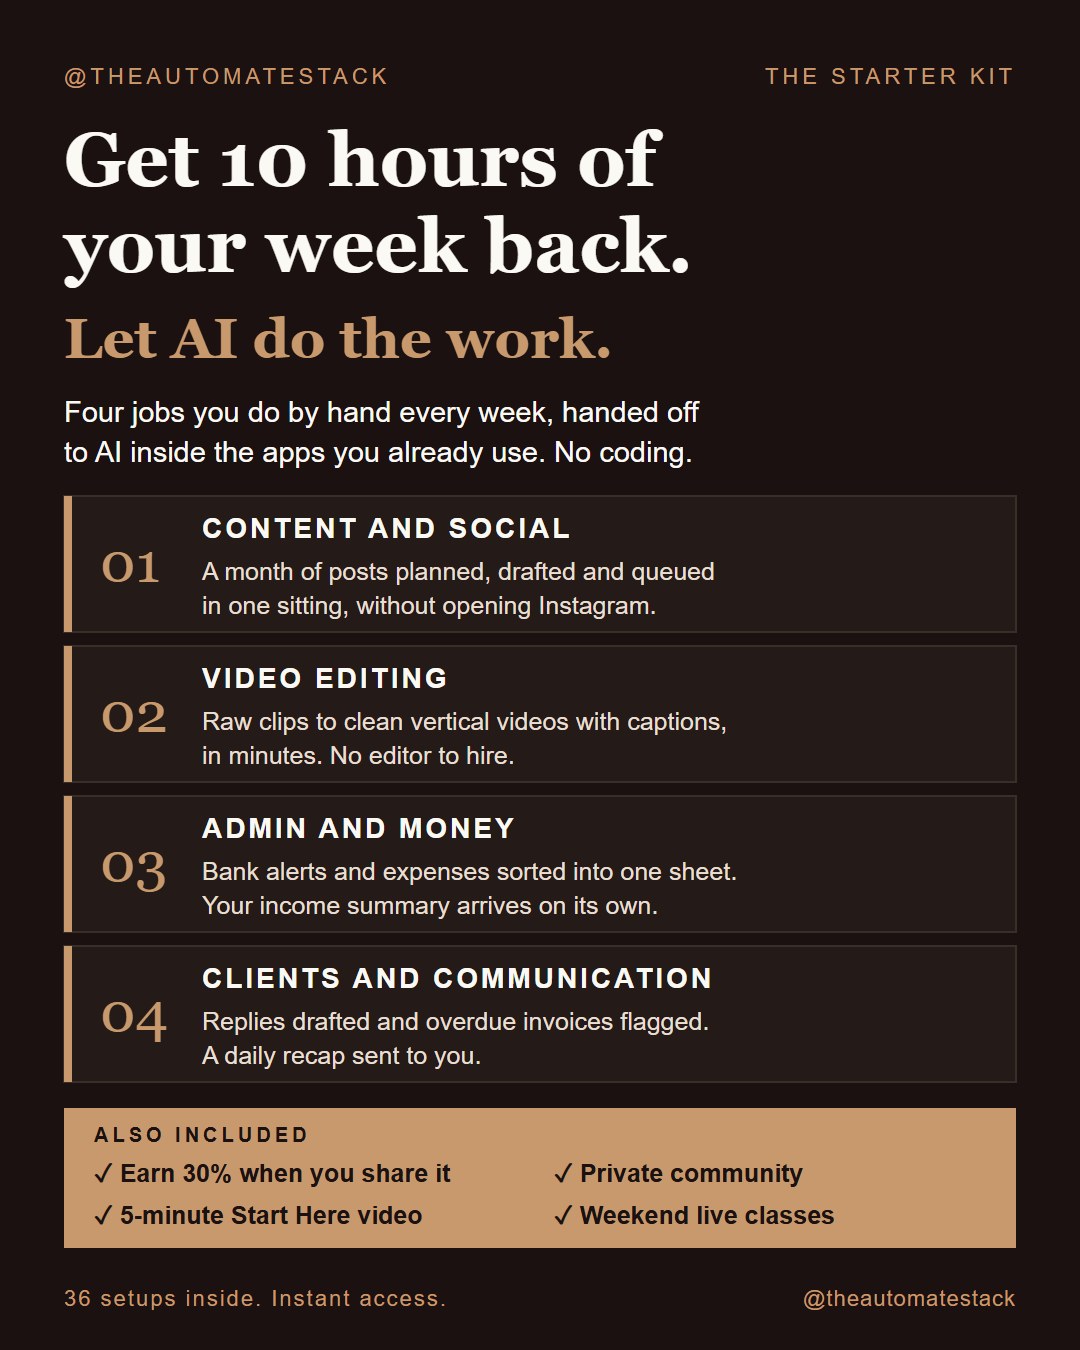 @THEAUTOMATESTACK
THE STARTER KIT
Get 10 hours of
your week back.
Let AI do the work.
Four jobs you do by hand every week, handed off
to AI inside the apps you already use. No coding.
01
CONTENT AND SOCIAL
A month of posts planned, drafted and queued
in one sitting, without opening Instagram.
02
VIDEO EDITING
Raw clips to clean vertical videos with captions,
in minutes. No editor to hire.
03
ADMIN AND MONEY
Bank alerts and expenses sorted into one sheet.
Your income summary arrives on its own.
04
CLIENTS AND COMMUNICATION
Replies drafted and overdue invoices flagged.
A daily recap sent to you.
ALSO INCLUDED
✓ Earn 30% when you share it
✓ Private community
✓ 5-minute Start Here video
✓ Weekend live classes
36 setups inside. Instant access.
@theautomatestack